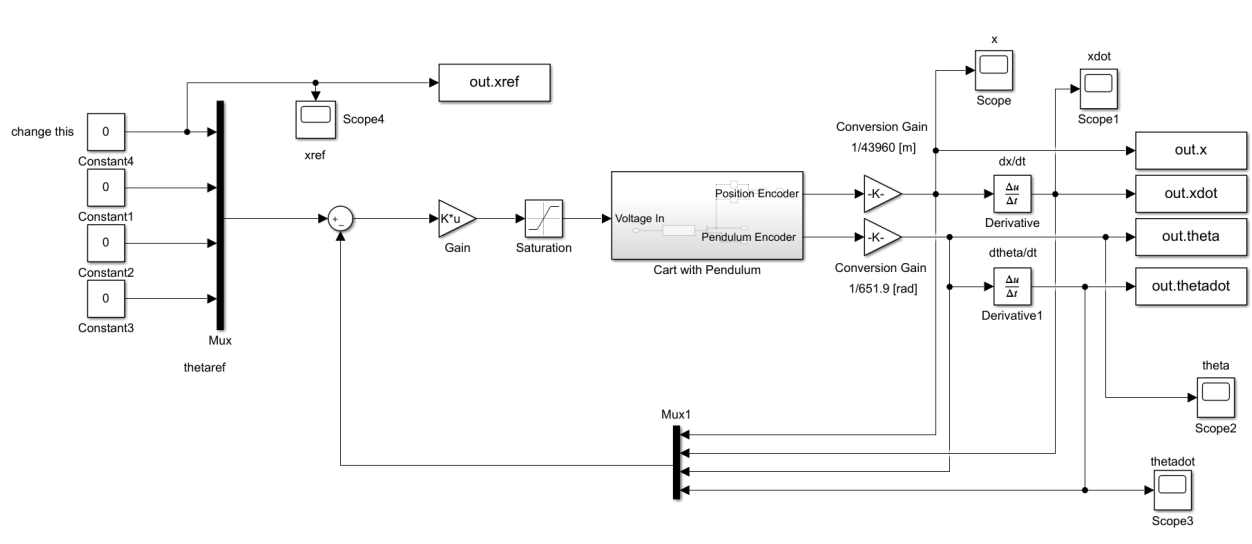 x
xdot
out.xref
Scope4
xref
Scope
Scope1
change this
0
Constant4
0
Constant1
0
Constant2
0
Constant3
Mux
thetaref
+
−
K*u
Gain
Saturation
Voltage In
Position Encoder
Pendulum Encoder
Cart with Pendulum
Conversion Gain
1/43960 [m]
-K-
-K-
Conversion Gain
1/651.9 [rad]
dx/dt
Δu
Δt
Derivative
dtheta/dt
Δu
Δt
Derivative1
out.x
out.xdot
out.theta
out.thetadot
theta
Scope2
Mux1
thetadot
Scope3